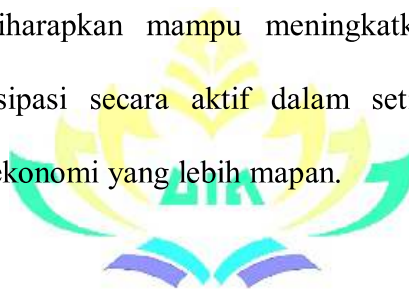 iharapkan mampu meningkatk
sipasi secara aktif dalam set
ekonomi yang lebih mapan.